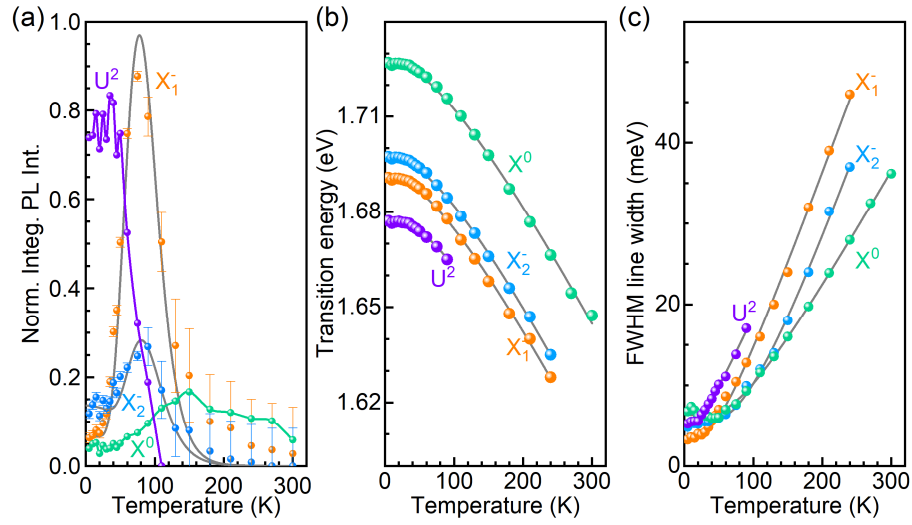 (a)
Norm. Integ. PL Int.
1.0
0.8
0.6
0.4
0.2
0.0
U²
X₁⁻
X₂⁻
X⁰
0 100 200 300
Temperature (K)
(b)
Transition energy (eV)
1.71
1.68
1.65
1.62
X⁰
X₂⁻
X₁⁻
U²
0 100 200 300
Temperature (K)
(c)
FWHM line width (meV)
40
20
0
X₁⁻
X₂⁻
X⁰
U²
0 100 200 300
Temperature (K)